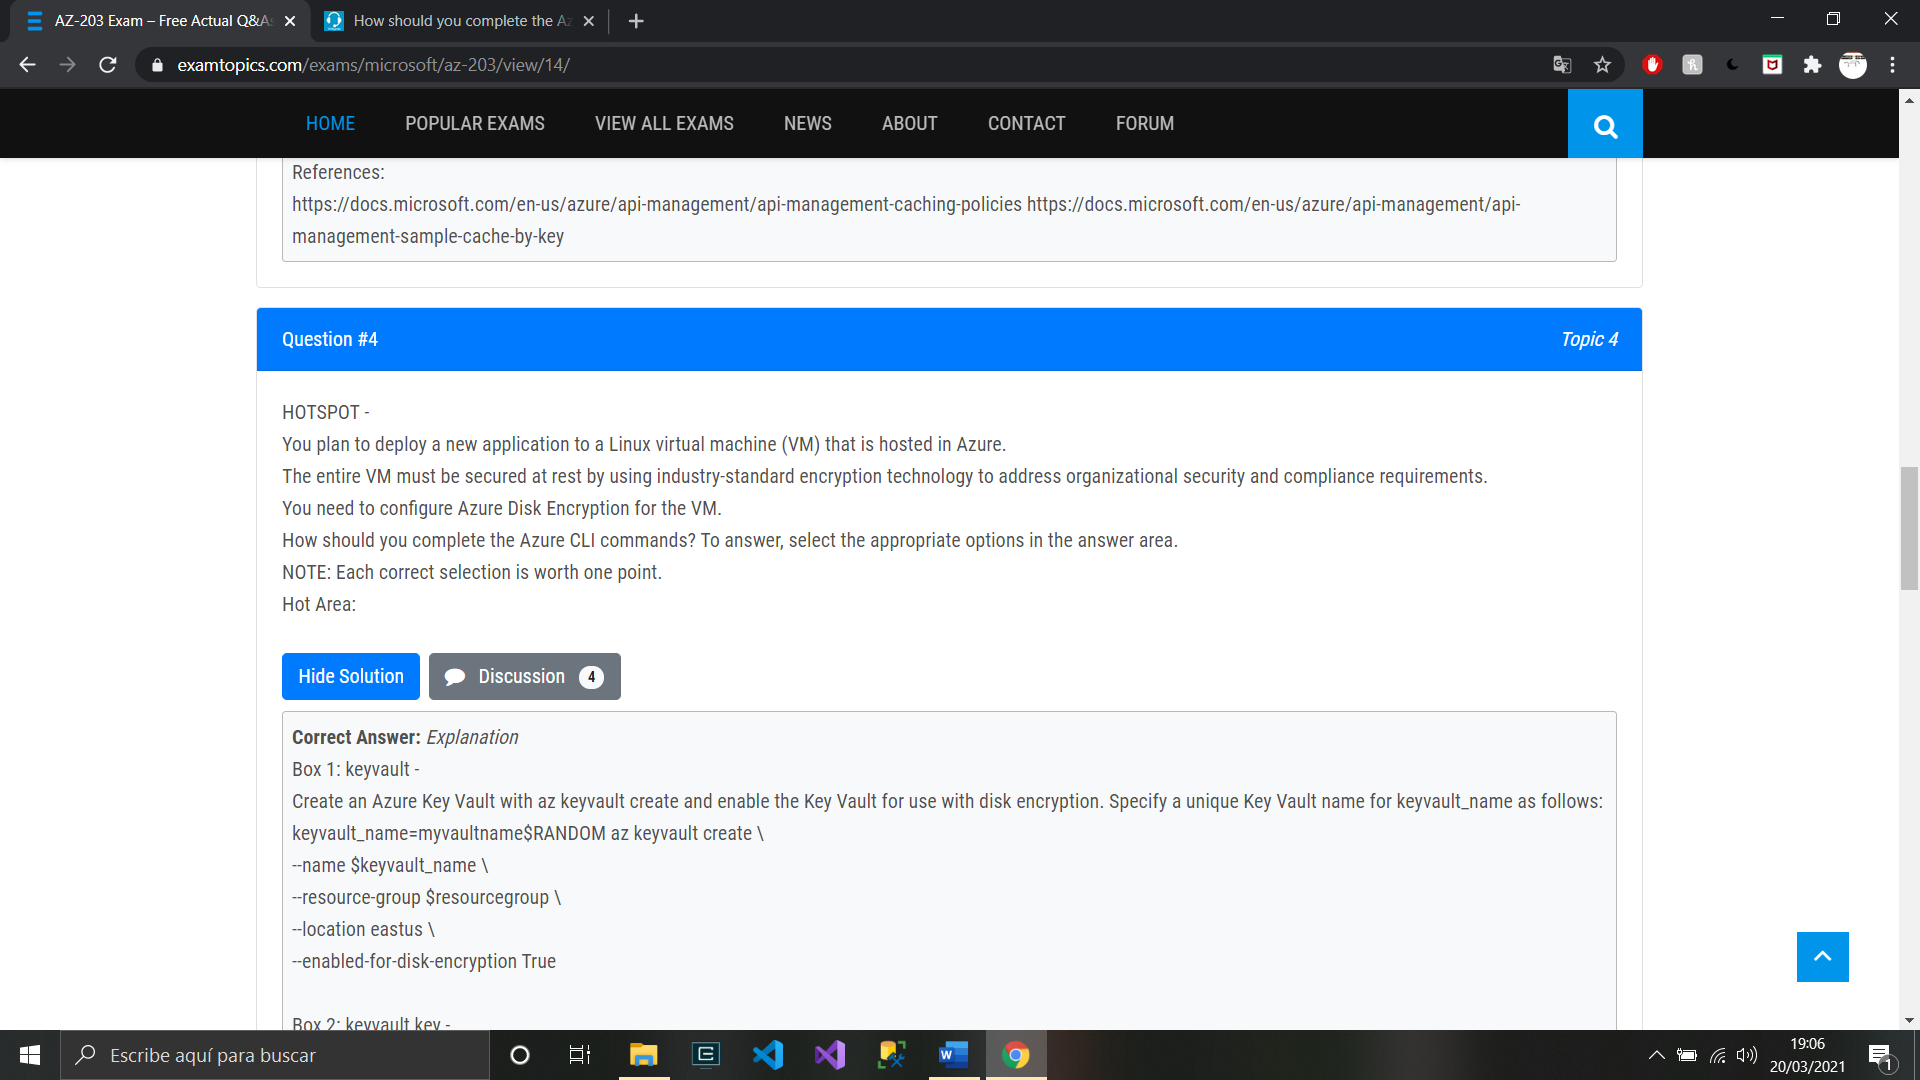 AZ-203 Exam – Free Actual Q&As
How should you complete the Az
examtopics.com/exams/microsoft/az-203/view/14/
HOME
POPULAR EXAMS
VIEW ALL EXAMS
NEWS
ABOUT
CONTACT
FORUM
References:
https://docs.microsoft.com/en-us/azure/api-management/api-management-caching-policies https://docs.microsoft.com/en-us/azure/api-management/api-
management-sample-cache-by-key
Question #4
Topic 4
HOTSPOT -
You plan to deploy a new application to a Linux virtual machine (VM) that is hosted in Azure.
The entire VM must be secured at rest by using industry-standard encryption technology to address organizational security and compliance requirements.
You need to configure Azure Disk Encryption for the VM.
How should you complete the Azure CLI commands? To answer, select the appropriate options in the answer area.
NOTE: Each correct selection is worth one point.
Hot Area:
Hide Solution
Discussion 4
Correct Answer: Explanation
Box 1: keyvault -
Create an Azure Key Vault with az keyvault create and enable the Key Vault for use with disk encryption. Specify a unique Key Vault name for keyvault_name as follows:
keyvault_name=myvaultname$RANDOM az keyvault create \
--name $keyvault_name \
--resource-group $resourcegroup \
--location eastus \
--enabled-for-disk-encryption True
Box 2: keyvault key -
Escribe aquí para buscar
19:06
20/03/2021
1